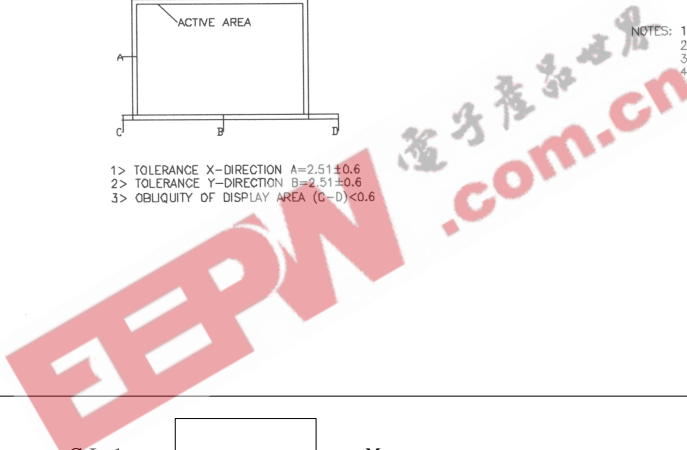 ACTIVE AREA
NOTES: 1
2
3
4
A
C B D
1> TOLERANCE X-DIRECTION A=2.51±0.6
2> TOLERANCE Y-DIRECTION B=2.51±0.6
3> OBLIQUITY OF DISPLAY AREA (C-D)<0.6
EEPW .com.cn
電子產品世界